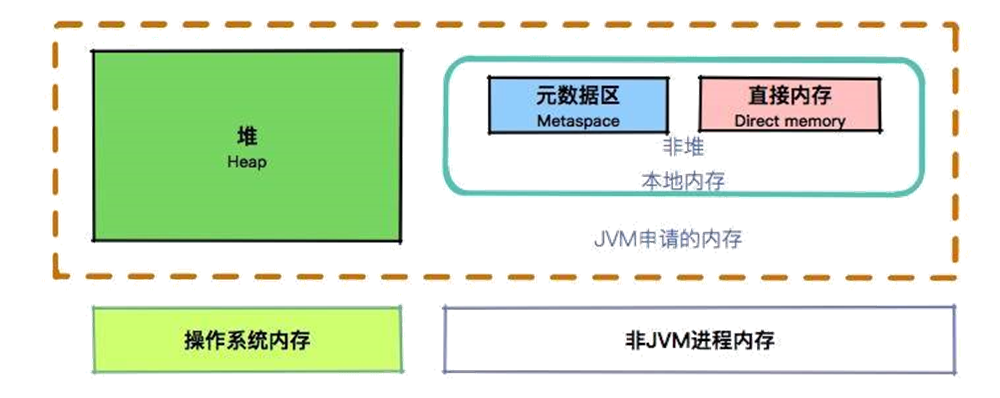 堆
Heap
元数据区
Metaspace
直接内存
Direct memory
非堆
本地内存
JVM申请的内存
操作系统内存
非JVM进程内存